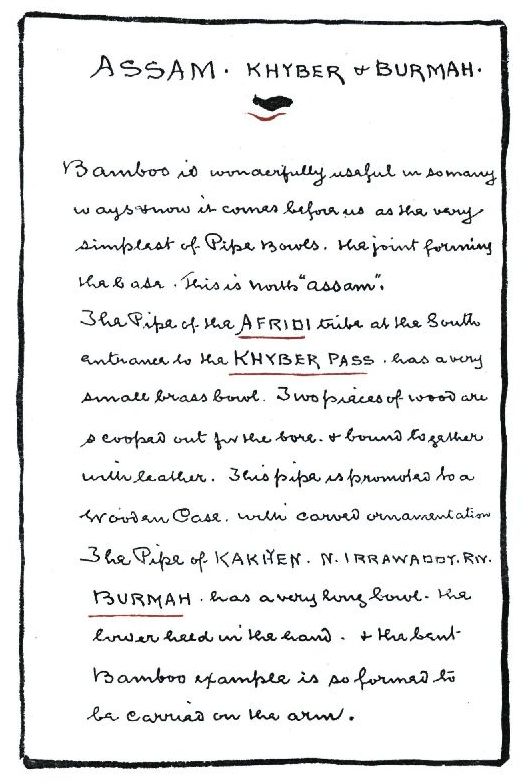 ASSAM. KHYBER & BURMAH.
Bamboo is wonderfully useful in so many
ways & now it comes before us as the very
simplest of Pipe Bowls. the joint forming
the base. This is north "assam".
The Pipe of the AFRIDI tribe at the South
entrance to the KHYBER PASS. has a very
small brass bowl. Two pieces of wood are
scooped out for the bore. & bound together
with leather. This pipe is promoted to a
Wooden Case. with carved ornamentation
The Pipe of KAKHYEN. N. IRRAWADDY. RIV.
BURMAH. has a very long bowl. the
lower held in the hand. & the bent
Bamboo example is so formed to
be carried on the arm.